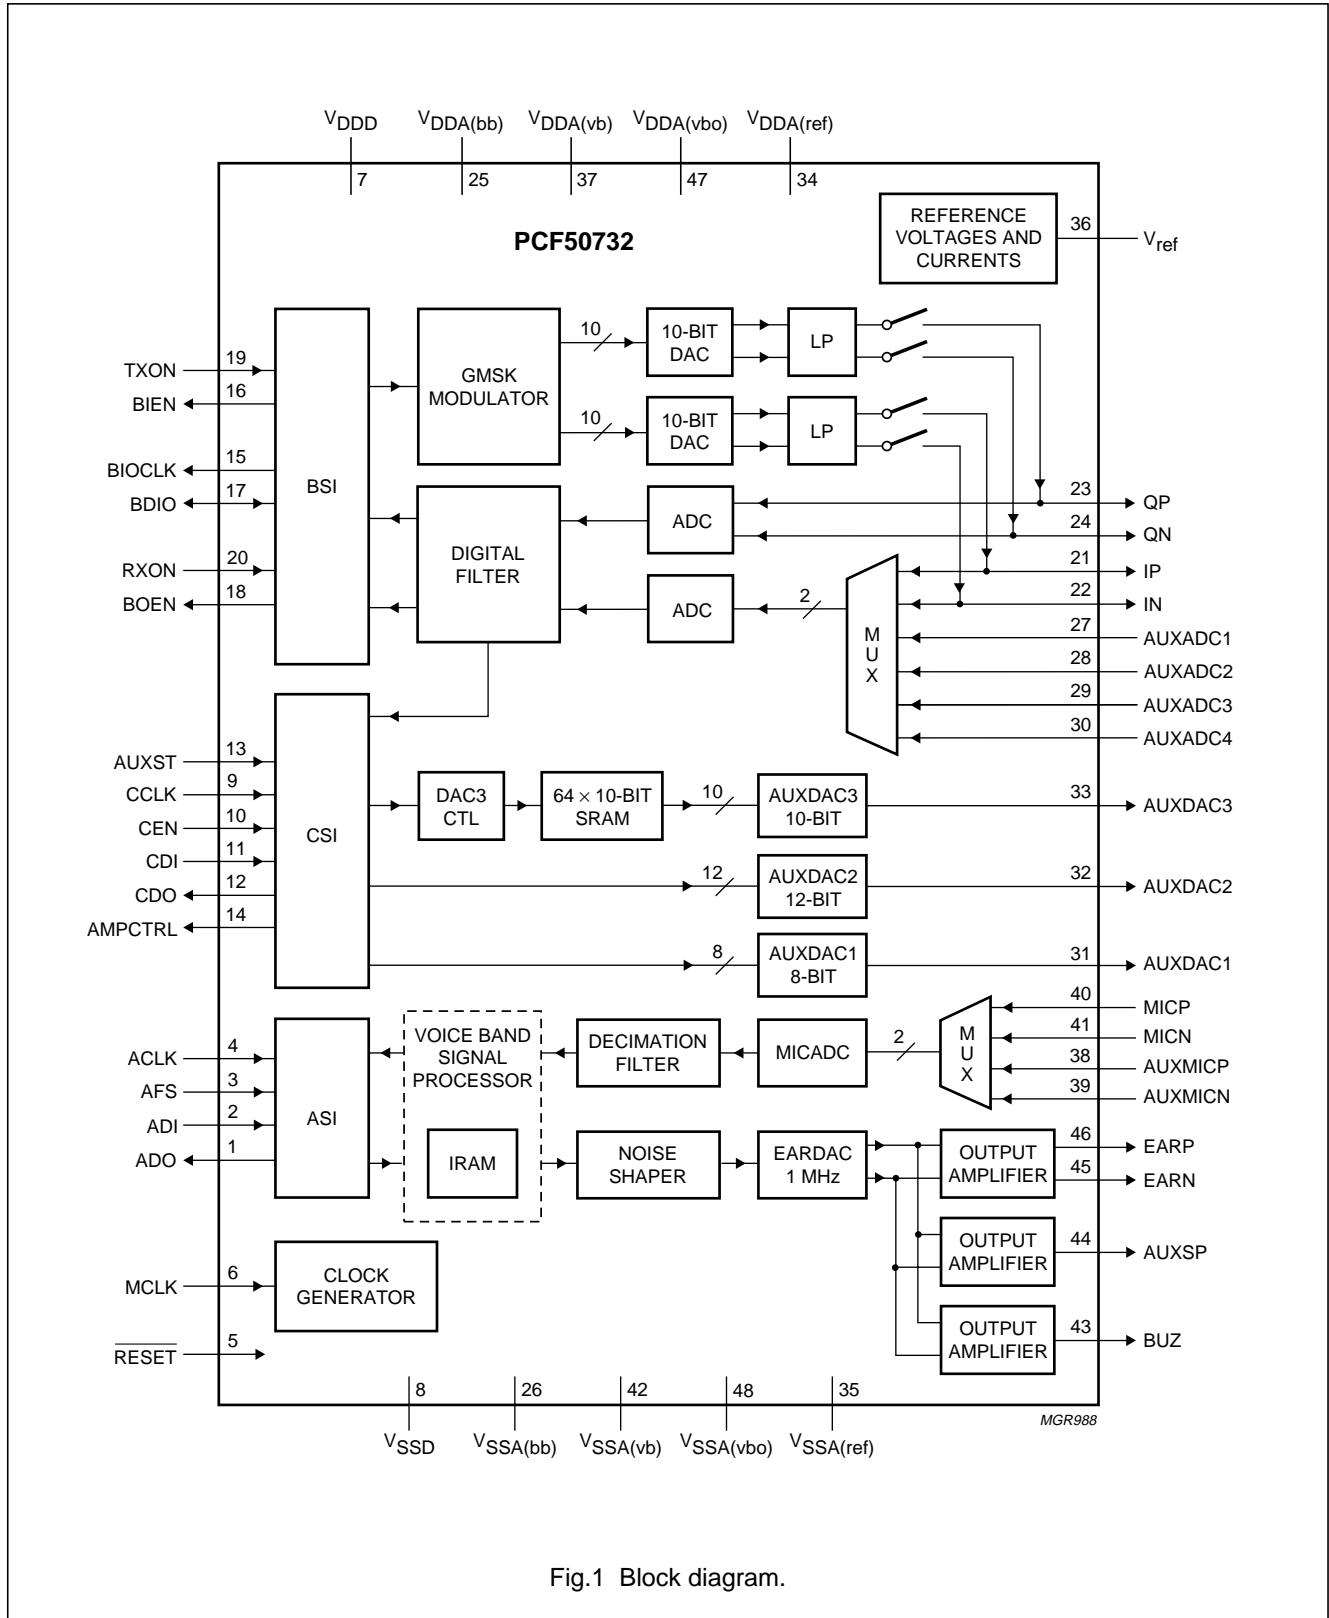 VDDD VDDA(bb) VDDA(vb) VDDA(vbo) VDDA(ref)
7 25 37 47 34
PCF50732
REFERENCE
VOLTAGES AND
CURRENTS
36
Vref
TXON 19
BIEN 16
BIOCLK 15
BDIO 17
RXON 20
BOEN 18
BSI
GMSK
MODULATOR
10
10-BIT
DAC
LP
10
10-BIT
DAC
LP
DIGITAL
FILTER
ADC
ADC
2
MUX
23 QP
24 QN
21 IP
22 IN
27 AUXADC1
28 AUXADC2
29 AUXADC3
30 AUXADC4
AUXST 13
CCLK 9
CEN 10
CDI 11
CDO 12
AMPCTRL 14
CSI
DAC3
CTL
64 × 10-BIT
SRAM
10
AUXDAC3
10-BIT
33 AUXDAC3
12
AUXDAC2
12-BIT
32 AUXDAC2
8
AUXDAC1
8-BIT
31 AUXDAC1
ACLK 4
AFS 3
ADI 2
ADO 1
ASI
VOICE BAND
SIGNAL
PROCESSOR
IRAM
DECIMATION
FILTER
MICADC
2
MUX
40 MICP
41 MICN
38 AUXMICP
39 AUXMICN
NOISE
SHAPER
EARDAC
1 MHz
OUTPUT
AMPLIFIER
46 EARP
45 EARN
OUTPUT
AMPLIFIER
44 AUXSP
OUTPUT
AMPLIFIER
43 BUZ
MCLK 6
CLOCK
GENERATOR
RESET 5
8 26 42 48 35
VSSD VSSA(bb) VSSA(vb) VSSA(vbo) VSSA(ref)
MGR988
Fig.1 Block diagram.